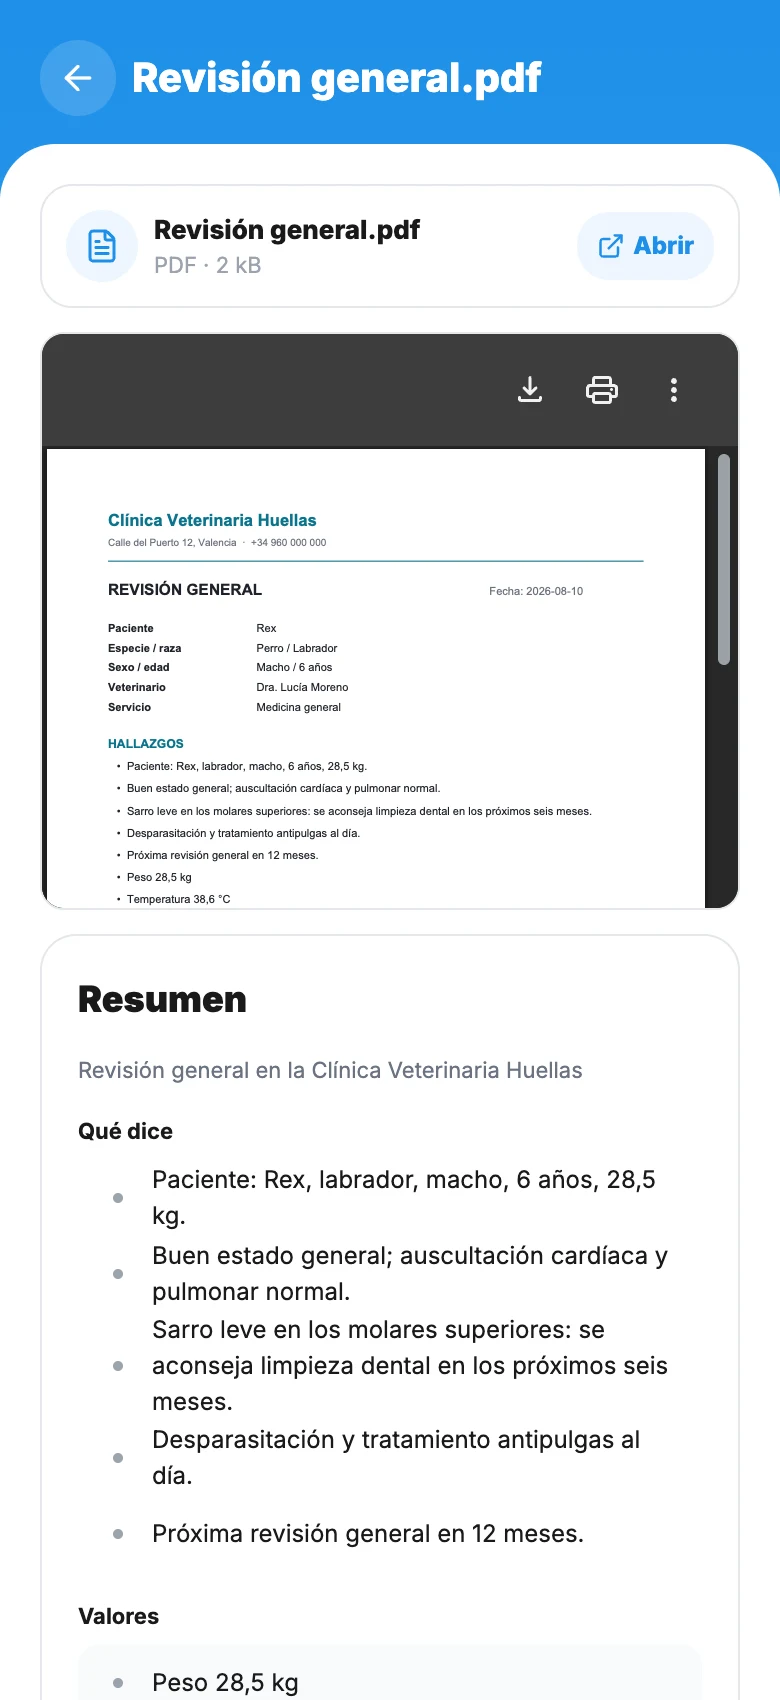 Revisión general.pdf
Revisión general.pdf
PDF · 2 kB
Abrir
Clínica Veterinaria Huellas
Calle del Puerto 12, Valencia · +34 960 000 000
REVISIÓN GENERAL
Fecha: 2026-08-10
Paciente Rex
Especie / raza Perro / Labrador
Sexo / edad Macho / 6 años
Veterinario Dra. Lucía Moreno
Servicio Medicina general
HALLAZGOS
• Paciente: Rex, labrador, macho, 6 años, 28,5 kg.
• Buen estado general; auscultación cardíaca y pulmonar normal.
• Sarro leve en los molares superiores: se aconseja limpieza dental en los próximos seis meses.
• Desparasitación y tratamiento antipulgas al día.
• Próxima revisión general en 12 meses.
• Peso 28,5 kg
• Temperatura 38,6 °C
Resumen
Revisión general en la Clínica Veterinaria Huellas
Qué dice
• Paciente: Rex, labrador, macho, 6 años, 28,5
kg.
• Buen estado general; auscultación cardíaca y
pulmonar normal.
• Sarro leve en los molares superiores: se
aconseja limpieza dental en los próximos seis
meses.
• Desparasitación y tratamiento antipulgas al
día.
• Próxima revisión general en 12 meses.
Valores
• Peso 28,5 kg